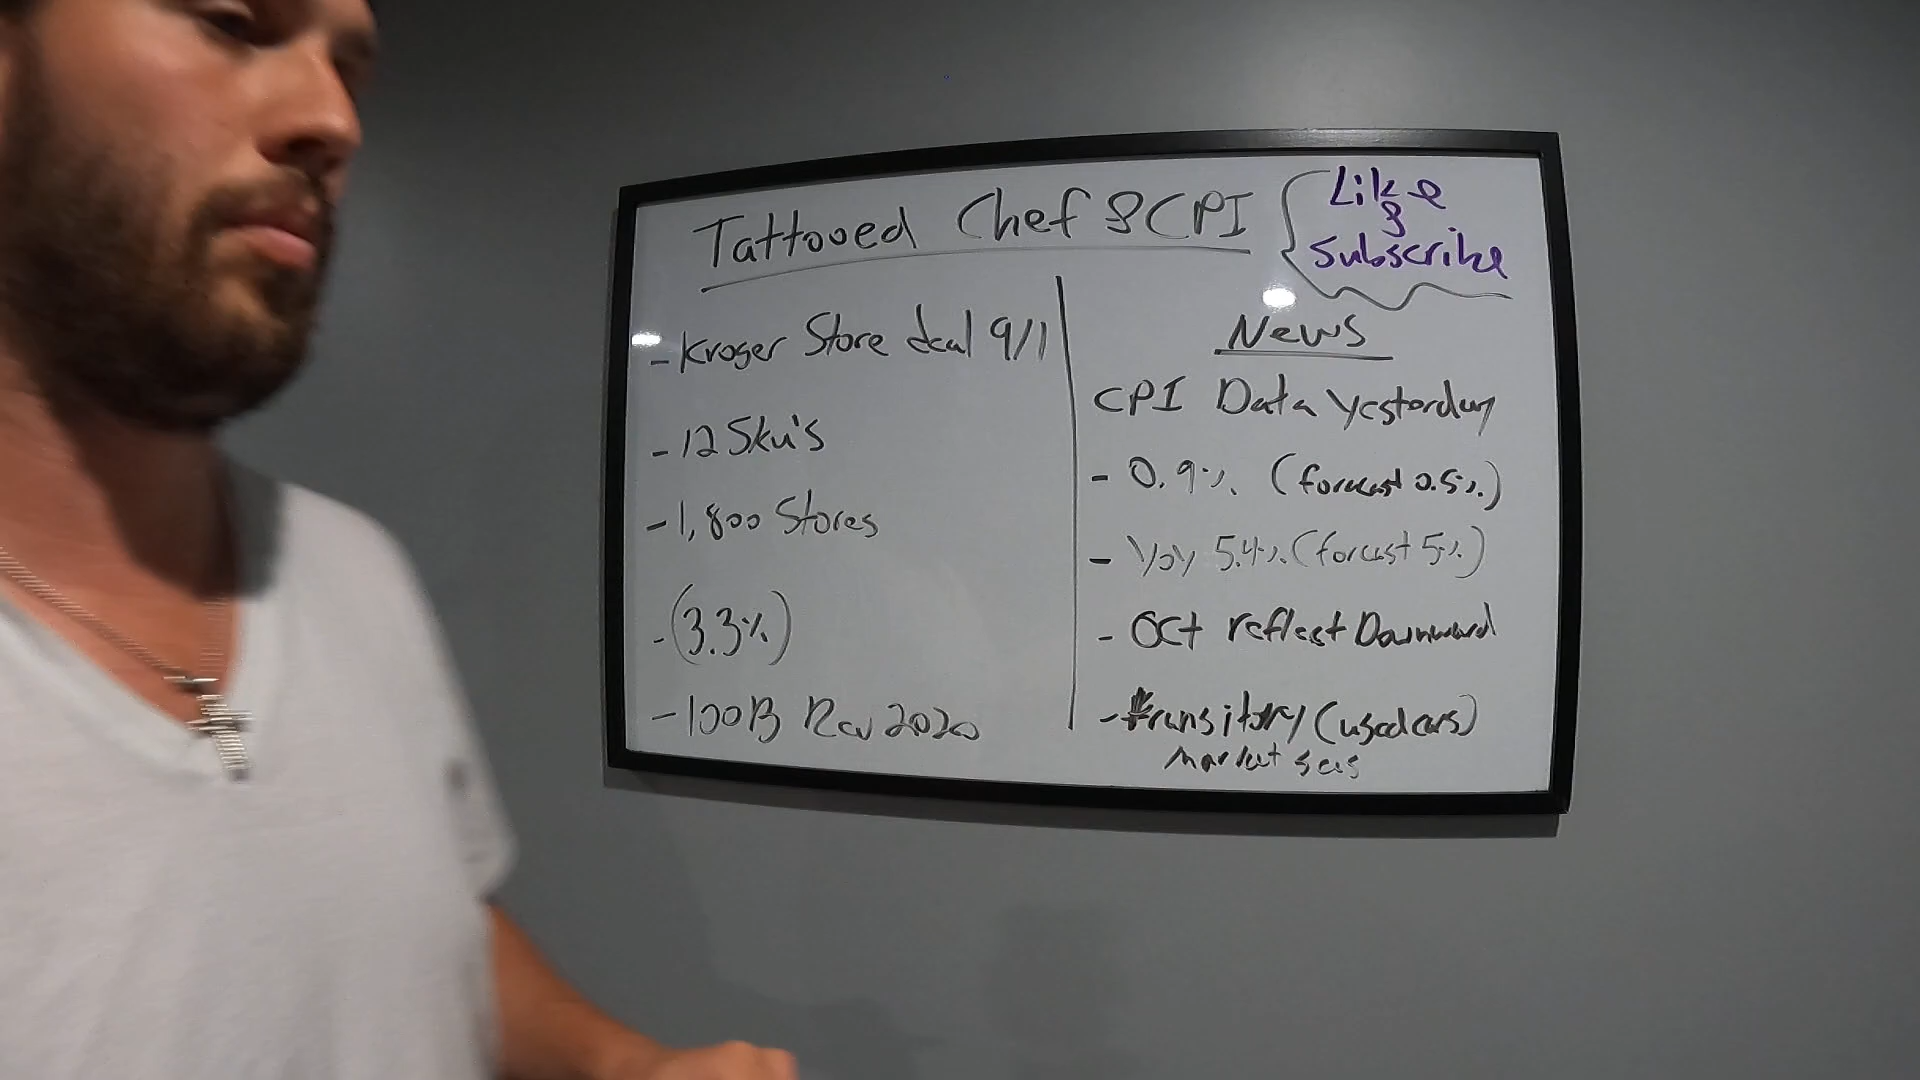 Tattooed Chef & CPI
Like
&
Subscribe
- Kroger Store deal 9/1
- 12 Sku's
- 1,800 Stores
- (3.3%)
- 100B Rev 2020
News
CPI Data Yesterday
- 0.9%. (forecast 0.5%.)
- YoY 5.4%. (forcast 5%.)
- Oct reflect Downward
- transitory (used cars)
market sees